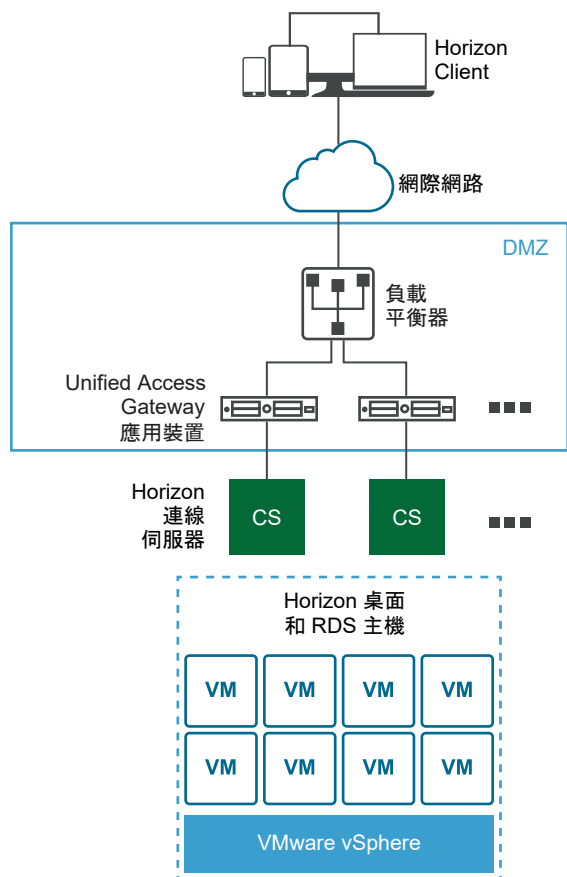 Horizon
Client
網際網路
DMZ
負載
平衡器
Unified Access
Gateway
應用裝置
Horizon
連線
伺服器
CS
CS
Horizon 桌面
和 RDS 主機
VM
VM
VM
VM
VM
VM
VM
VM
VMware vSphere